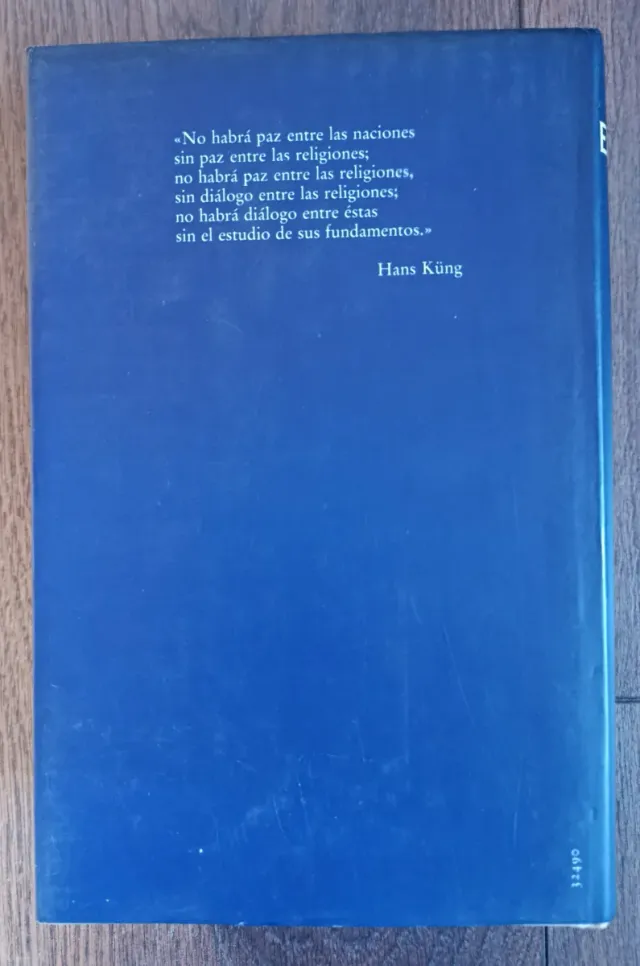 «No habrá paz entre las naciones
sin paz entre las religiones;
no habrá paz entre las religiones,
sin diálogo entre las religiones;
no habrá diálogo entre éstas
sin el estudio de sus fundamentos.»
Hans Küng
32490